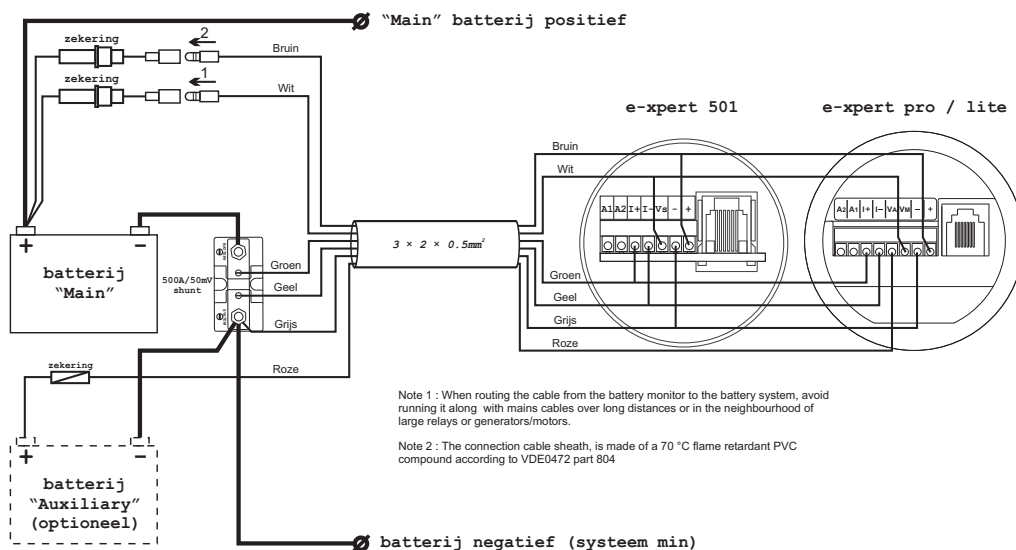 “Main” batterij positief
zekering
2
Bruin
zekering
1
Wit
e-xpert 501
e-xpert pro / lite
Bruin
Wit
A1 A2 I+ I- Vs - +
A2 A1 I+ I- VA VM - +
+ -
batterij
“Main”
500A/50mV
shunt
Groen
Geel
Grijs
3 × 2 × 0.5mm²
Groen
Geel
Grijs
Roze
zekering
Roze
Note 1 : When routing the cable from the battery monitor to the battery system, avoid
running it along with mains cables over long distances or in the neighbourhood of
large relays or generators/motors.
Note 2 : The connection cable sheath, is made of a 70 °C flame retardant PVC
compound according to VDE0472 part 804
+ -
batterij
“Auxiliary”
(optioneel)
batterij negatief (systeem min)